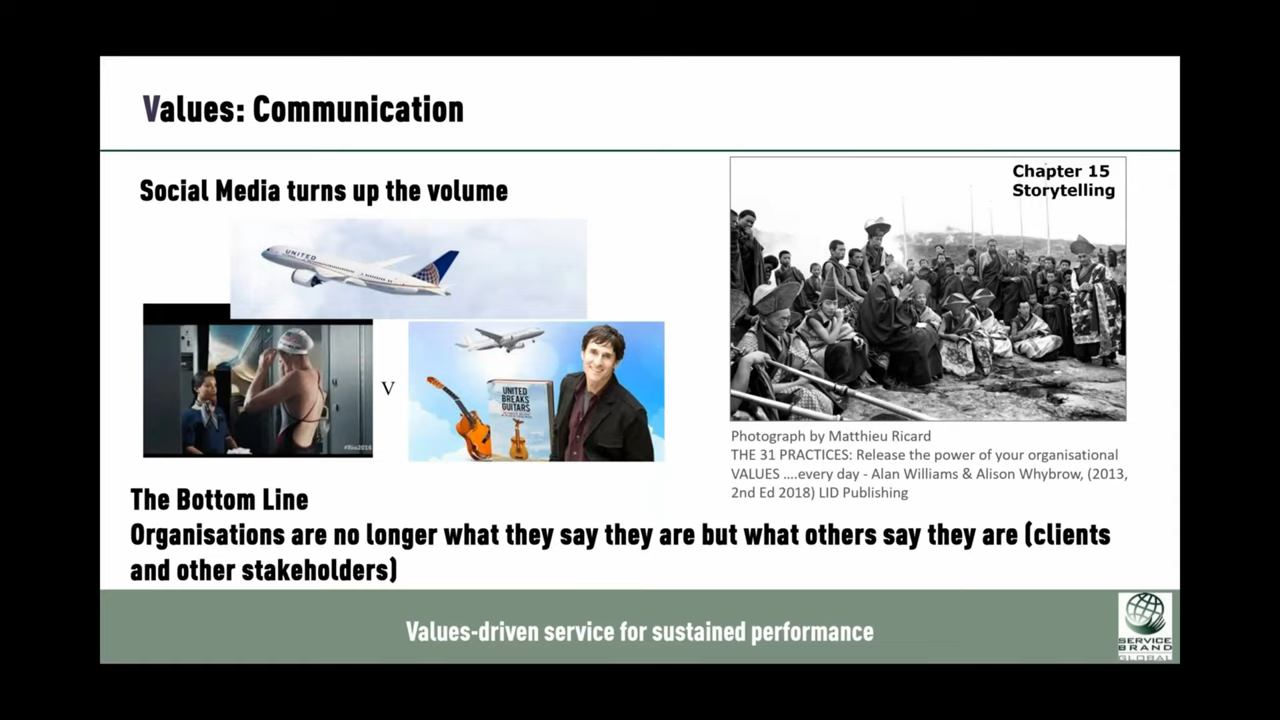 Values: Communication
Social Media turns up the volume
UNITED
V
UNITED
BREAKS
GUITARS
#Rio2016
Chapter 15
Storytelling
Photograph by Matthieu Ricard
THE 31 PRACTICES: Release the power of your organisational
VALUES ....every day - Alan Williams & Alison Whybrow, (2013,
2nd Ed 2018) LID Publishing
The Bottom Line
Organisations are no longer what they say they are but what others say they are (clients
and other stakeholders)
Values-driven service for sustained performance
SERVICE
BRAND
GLOBAL